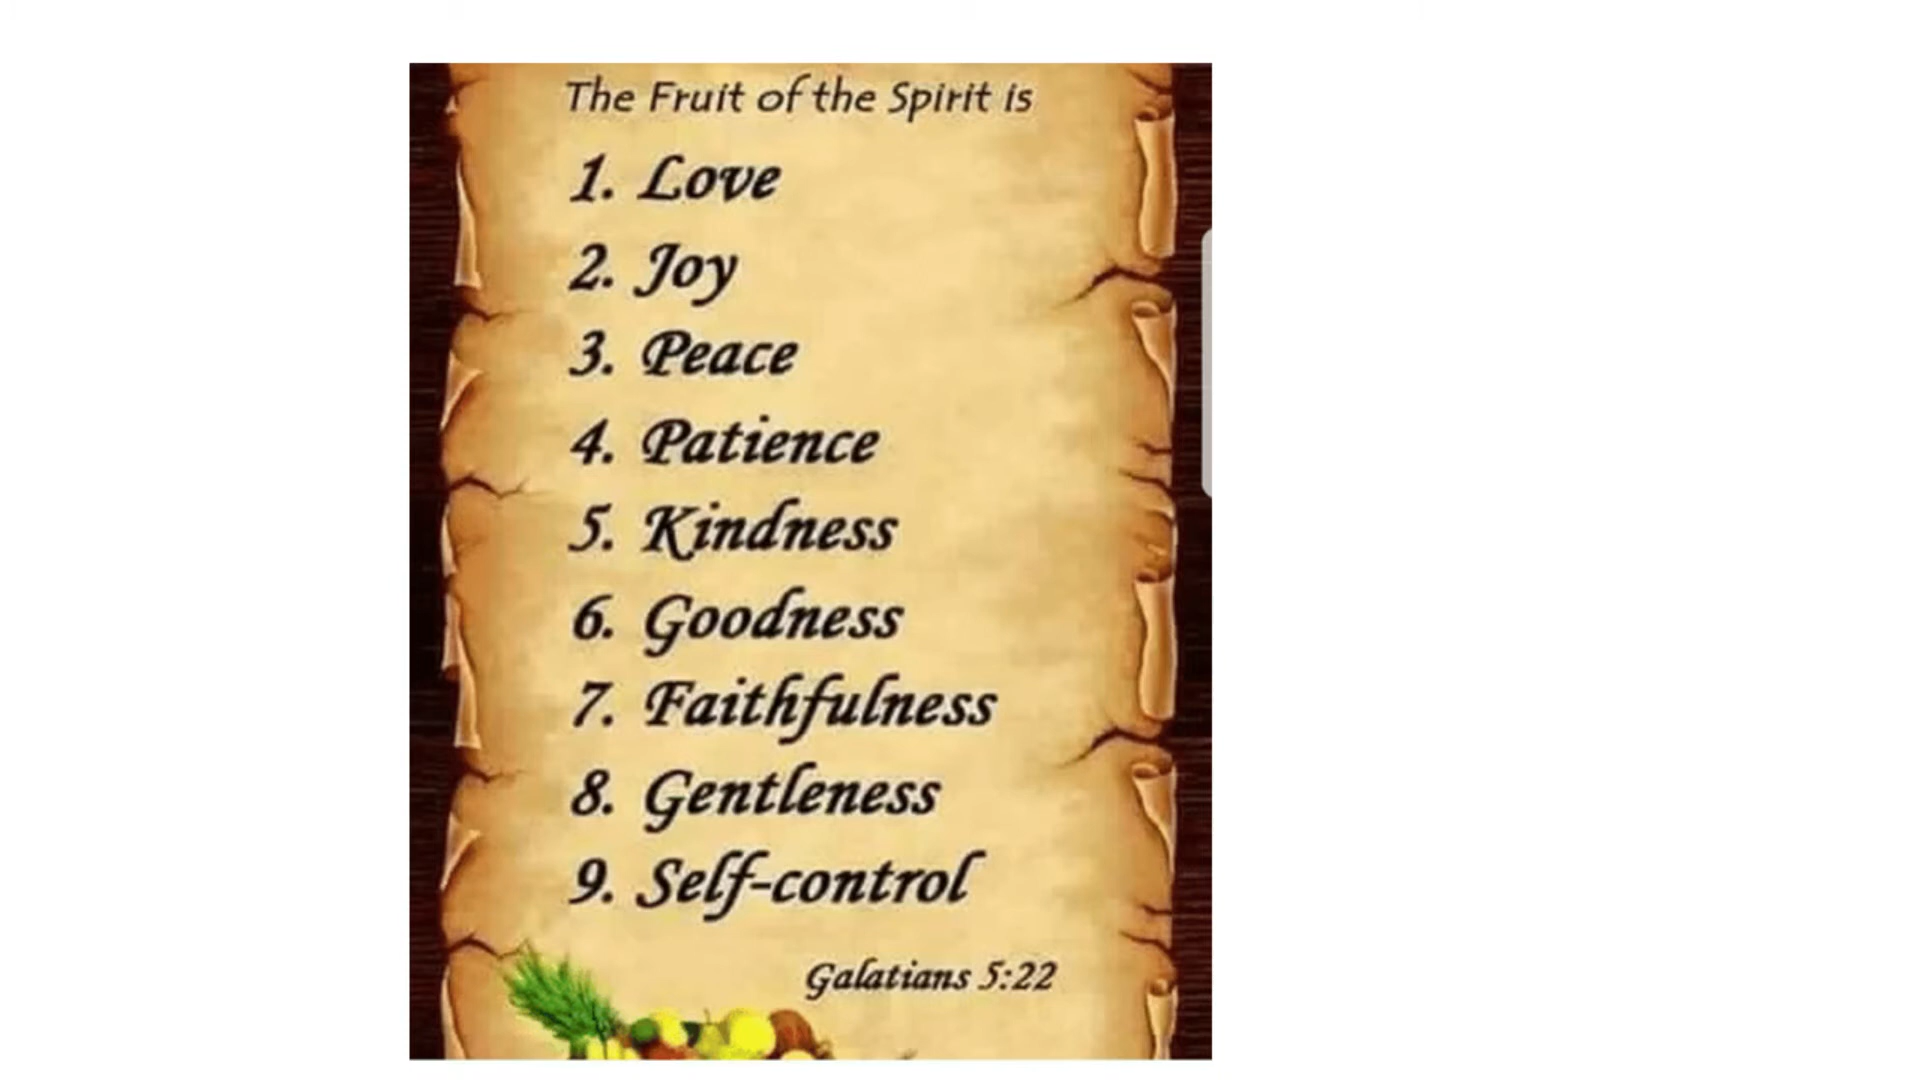 The Fruit of the Spirit is
1. Love
2. Joy
3. Peace
4. Patience
5. Kindness
6. Goodness
7. Faithfulness
8. Gentleness
9. Self-control
Galatians 5:22